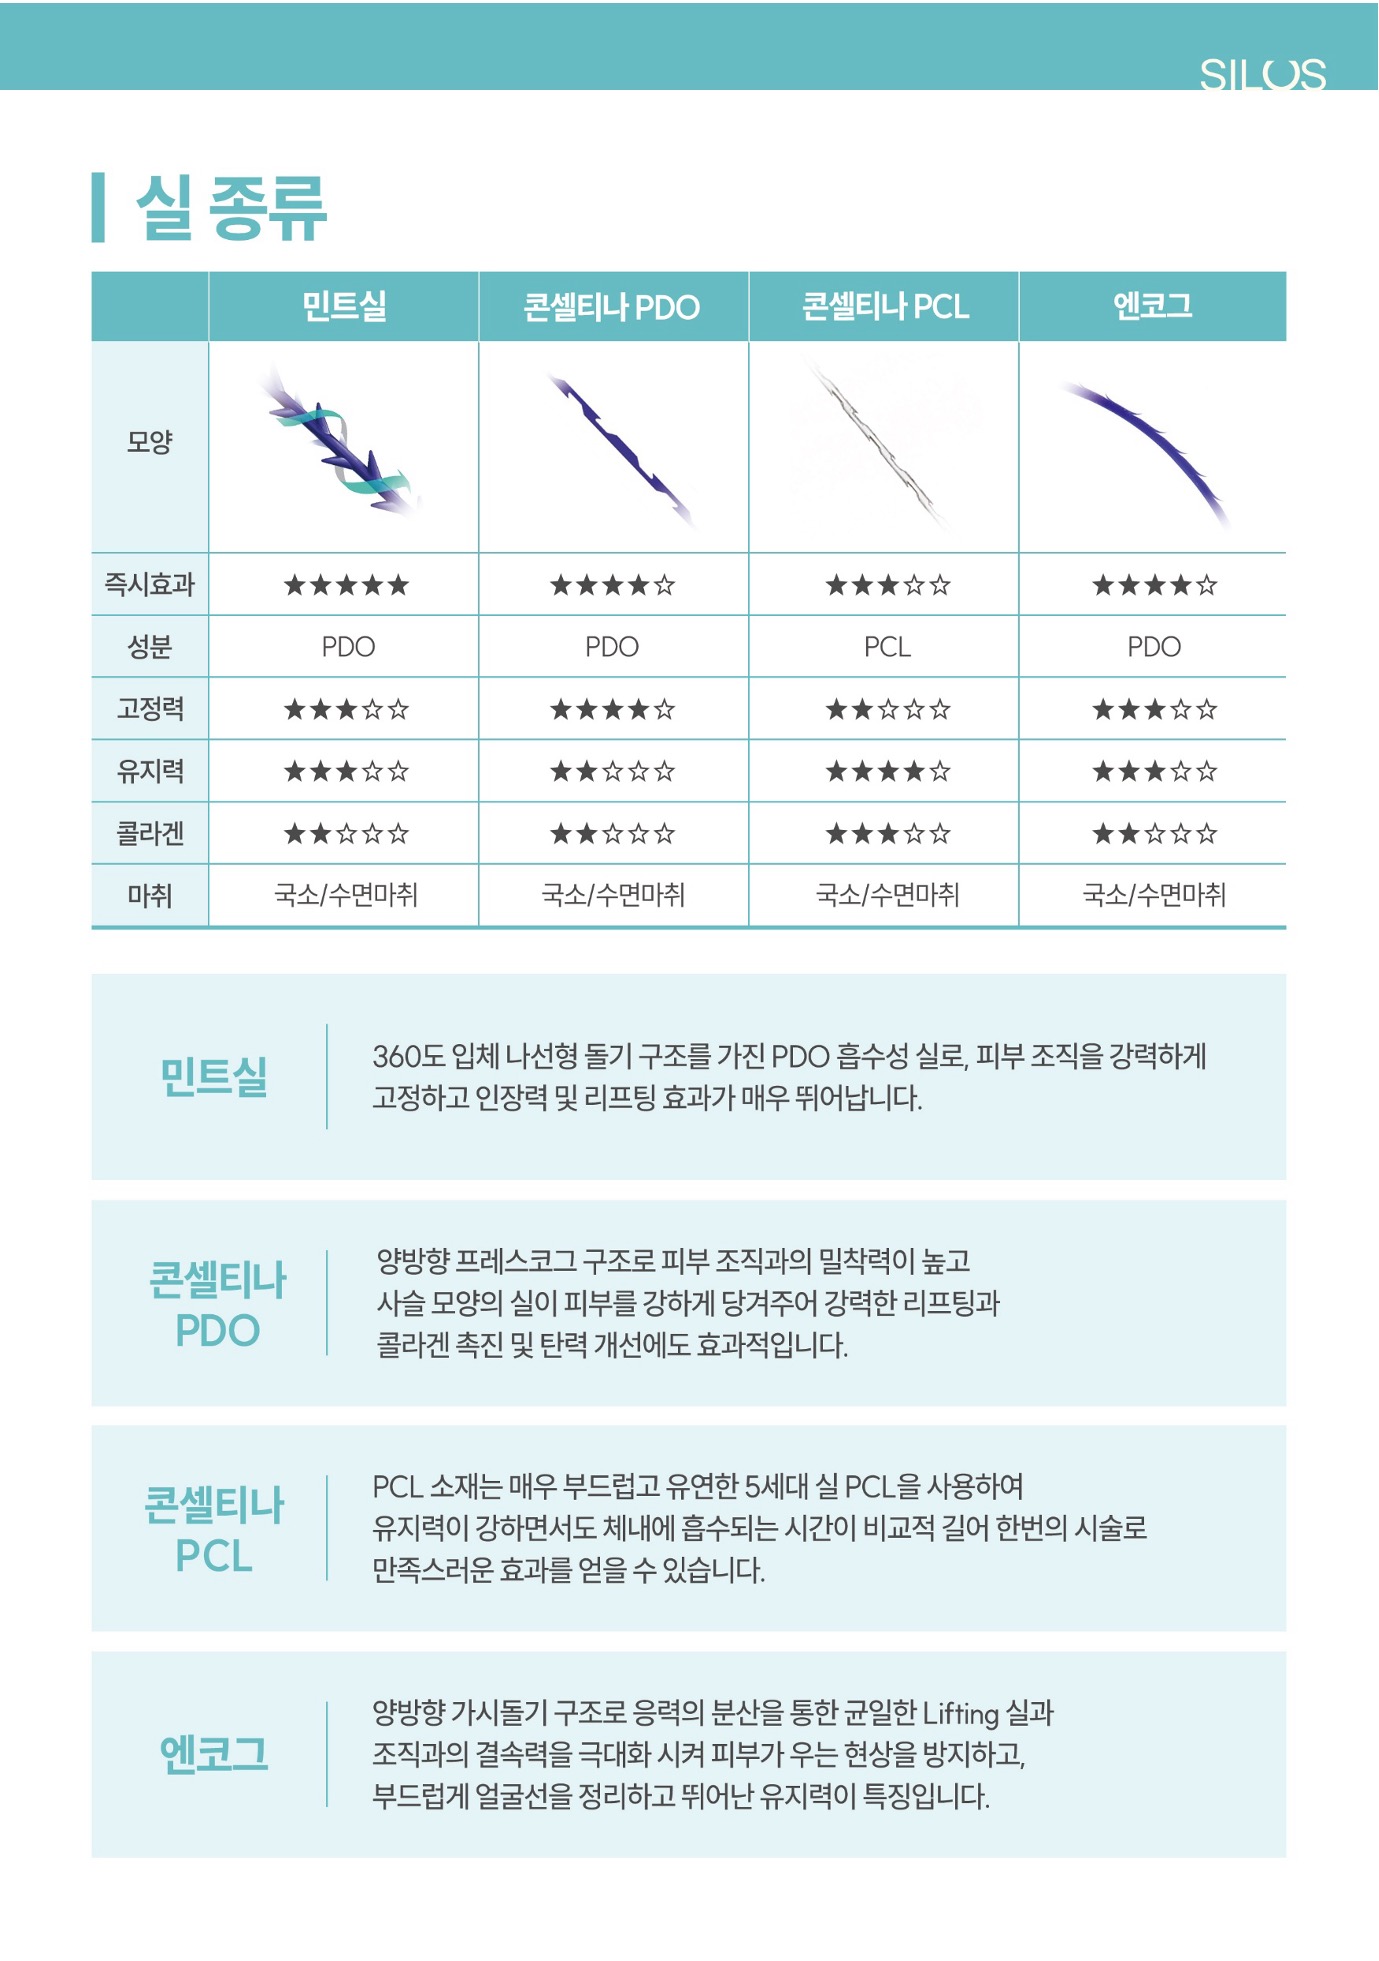 SILOS
실 종류
민트실 콘셀티나 PDO 콘셀티나 PCL 엔코그
모양
즉시효과 ★★★★★ ★★★★☆ ★★★☆☆ ★★★★☆
성분 PDO PDO PCL PDO
고정력 ★★★☆☆ ★★★★☆ ★★☆☆☆ ★★★☆☆
유지력 ★★★☆☆ ★★☆☆☆ ★★★★☆ ★★★☆☆
콜라겐 ★★☆☆☆ ★★☆☆☆ ★★★☆☆ ★★☆☆☆
마취 국소/수면마취 국소/수면마취 국소/수면마취 국소/수면마취
민트실
360도 입체 나선형 돌기 구조를 가진 PDO 흡수성 실로, 피부 조직을 강력하게
고정하고 인장력 및 리프팅 효과가 매우 뛰어납니다.
콘셀티나
PDO
양방향 프레스코그 구조로 피부 조직과의 밀착력이 높고
사슬 모양의 실이 피부를 강하게 당겨주어 강력한 리프팅과
콜라겐 촉진 및 탄력 개선에도 효과적입니다.
콘셀티나
PCL
PCL 소재는 매우 부드럽고 유연한 5세대 실 PCL을 사용하여
유지력이 강하면서도 체내에 흡수되는 시간이 비교적 길어 한번의 시술로
만족스러운 효과를 얻을 수 있습니다.
엔코그
양방향 가시돌기 구조로 응력의 분산을 통한 균일한 Lifting 실과
조직과의 결속력을 극대화 시켜 피부가 우는 현상을 방지하고,
부드럽게 얼굴선을 정리하고 뛰어난 유지력이 특징입니다.